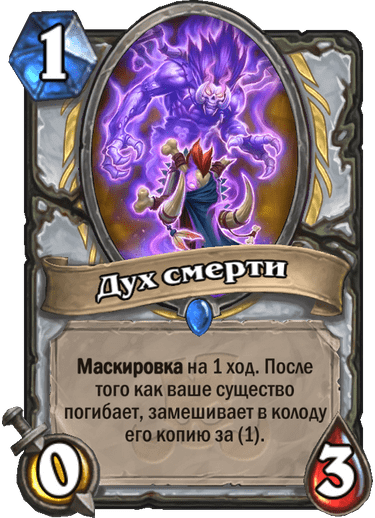 1
Дух смерти
Маскировка на 1 ход. После
того как ваше существо
погибает, замешивает в колоду
его копию за (1).
0
3